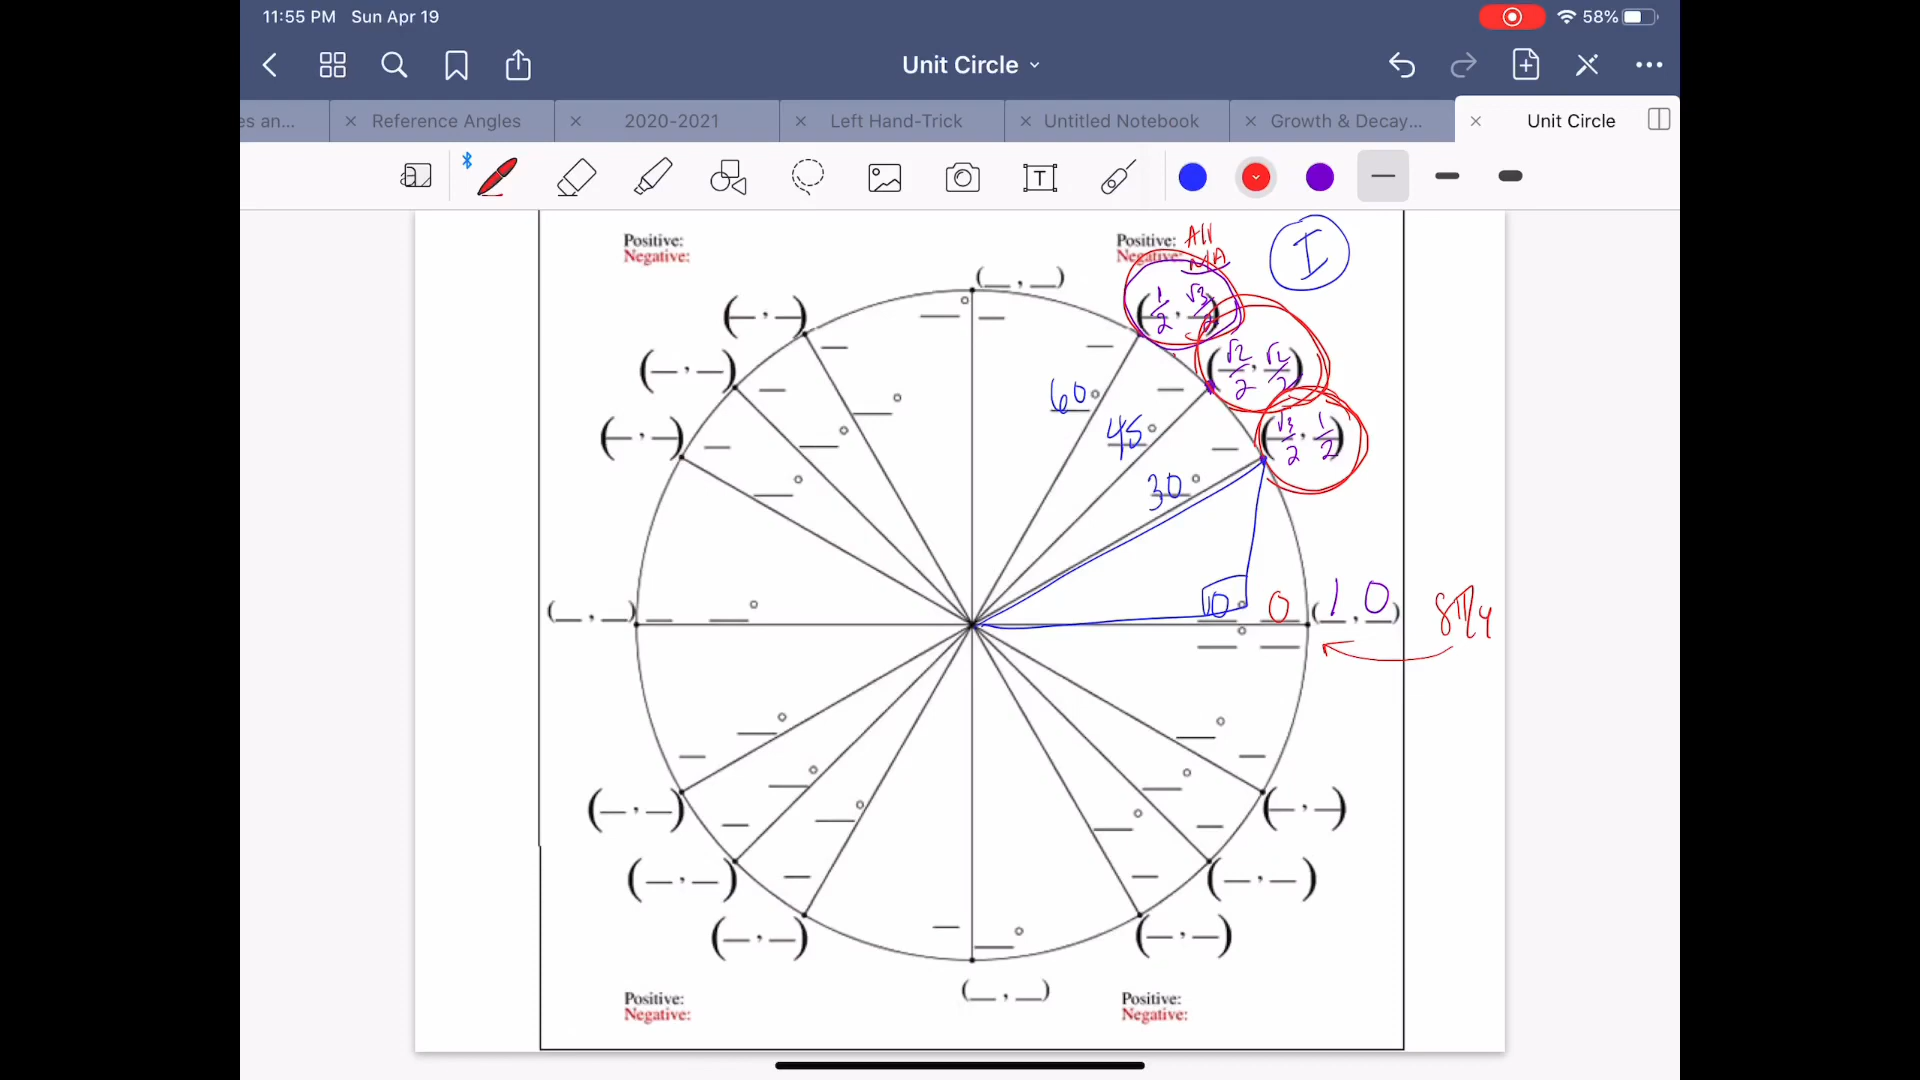 11:55 PM Sun Apr 19
58%
Unit Circle
es an...
Reference Angles
2020-2021
Left Hand-Trick
Untitled Notebook
Growth & Decay...
Unit Circle
T
Positive:
Negative:
Positive: All
Negative: N/A
I
(__ , __)
(1/2, √3/2)
(√2/2, √2/2)
(√3/2, 1/2)
60°
45°
30°
0° 0 (1, 0)
8π/4
Positive:
Negative:
Positive:
Negative: